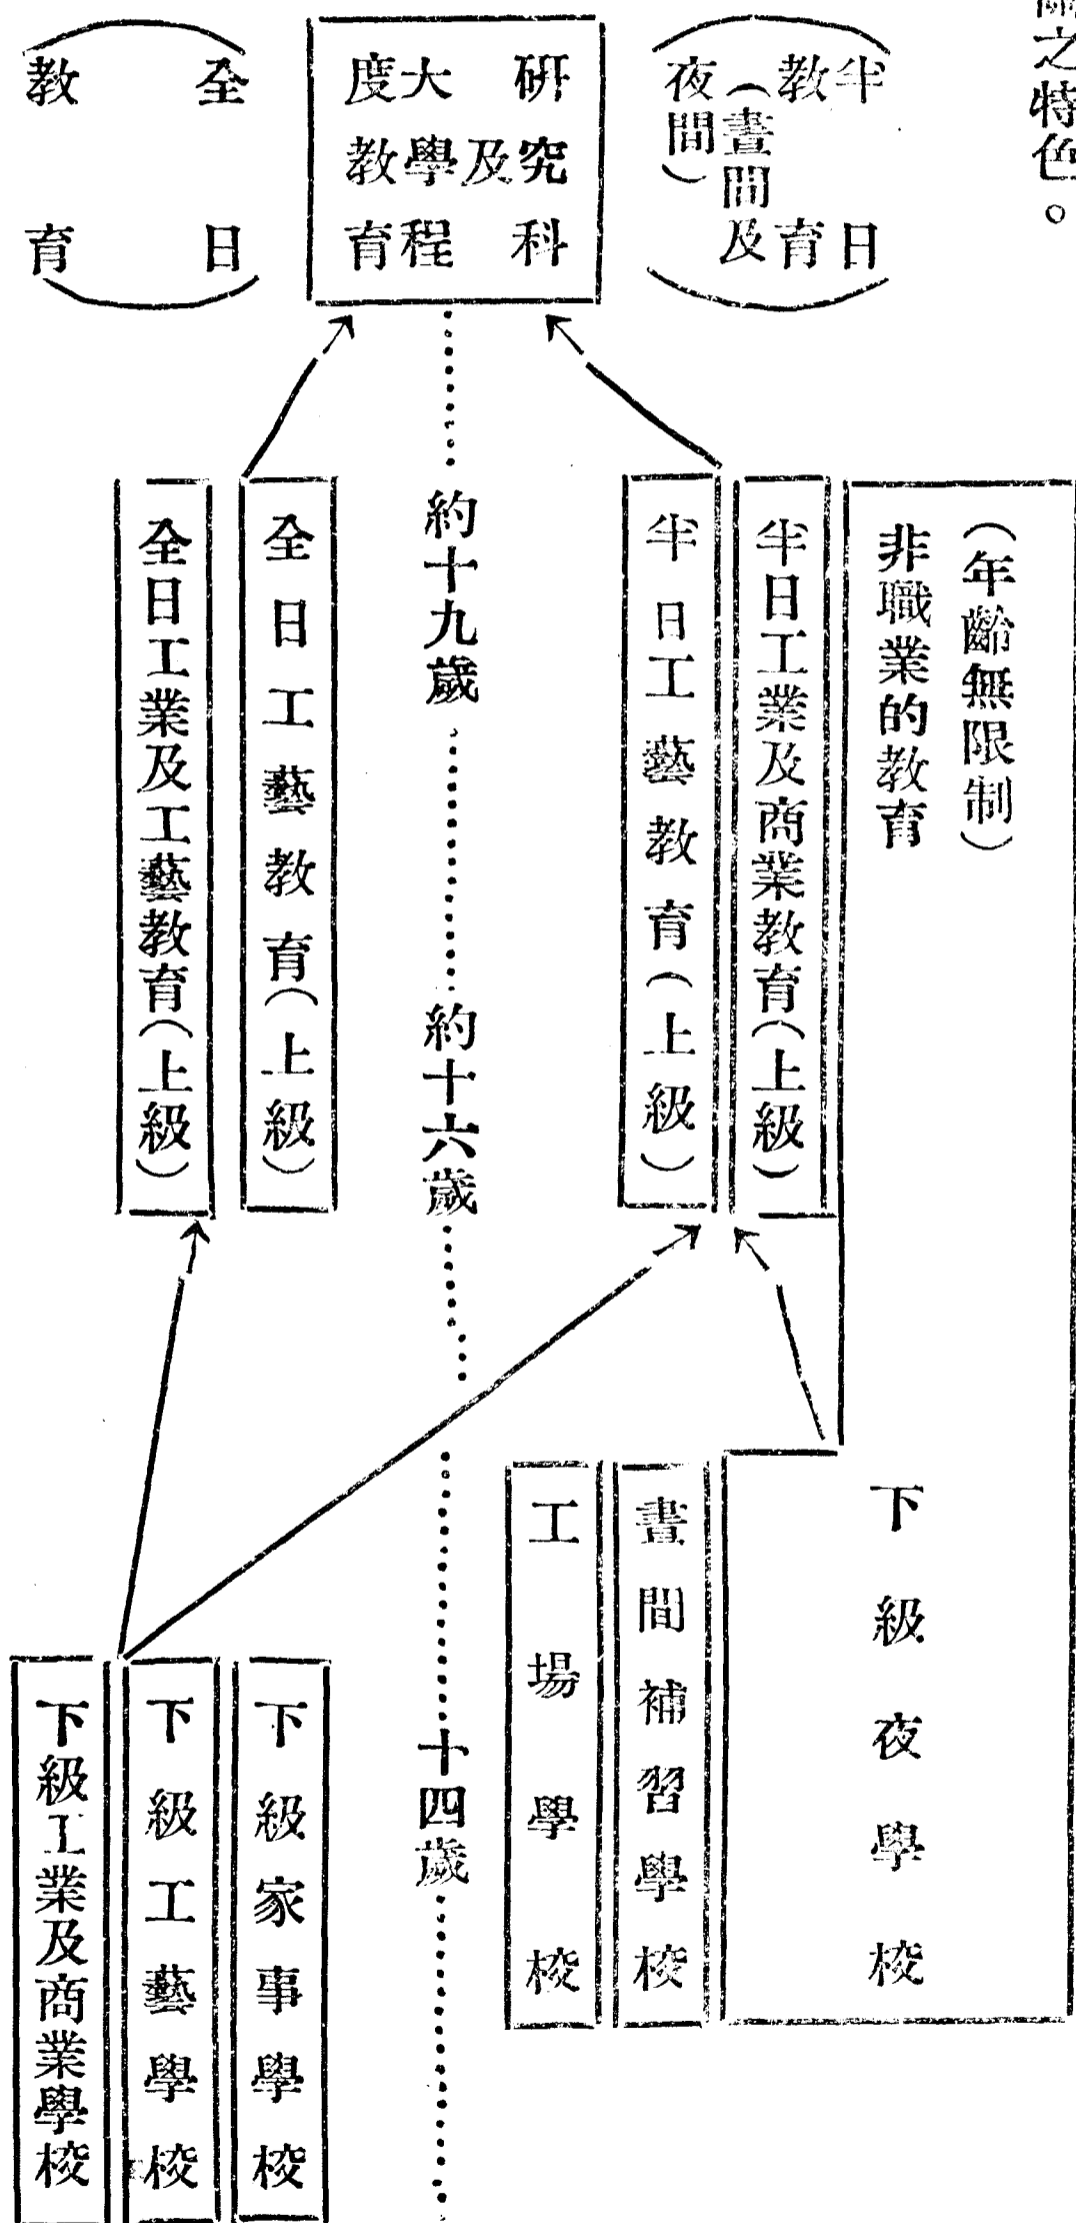 之特色。
半日
教育
（晝間及
夜間）
研究科
及
大學程
度教育
全日
教育
（年齡無限制）
非職業的教育
半日工業及商業教育（上級）
半日工藝教育（上級）
約十九歲
約十六歲
全日工藝教育（上級）
全日工業及工藝教育（上級）
下級夜學校
晝間補習學校
工場學校
十四歲
下級家事學校
下級工藝學校
下級工業及商業學校